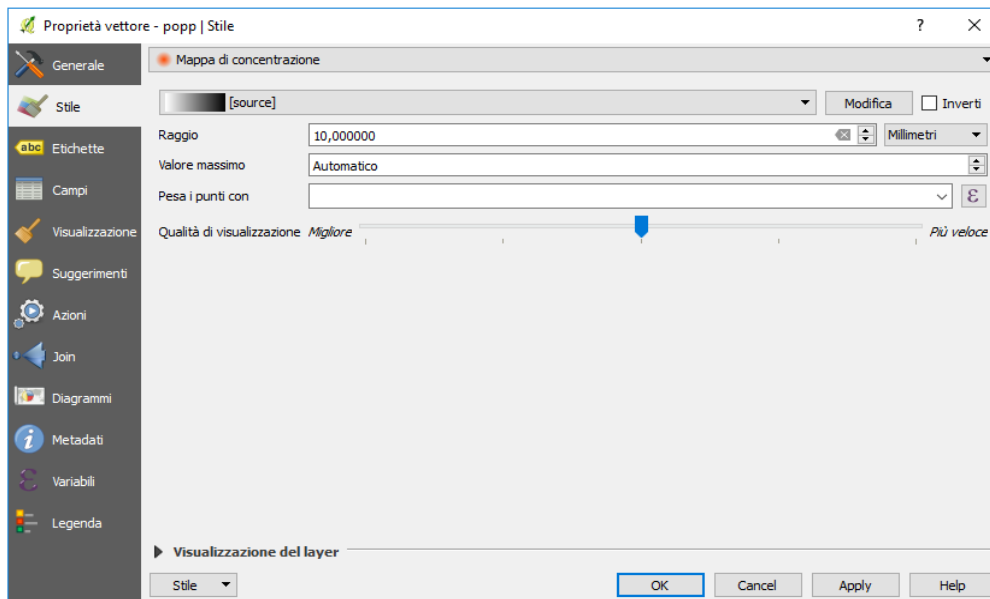 Proprietà vettore - popp | Stile
?
Generale
Stile
abc Etichette
Campi
Visualizzazione
Suggerimenti
Azioni
Join
Diagrammi
Metadati
Variabili
Legenda
Mappa di concentrazione
[source]
Modifica
Inverti
Raggio
10,000000
Millimetri
Valore massimo
Automatico
Pesa i punti con
ε
Qualità di visualizzazione Migliore
Più veloce
Visualizzazione del layer
Stile
OK
Cancel
Apply
Help